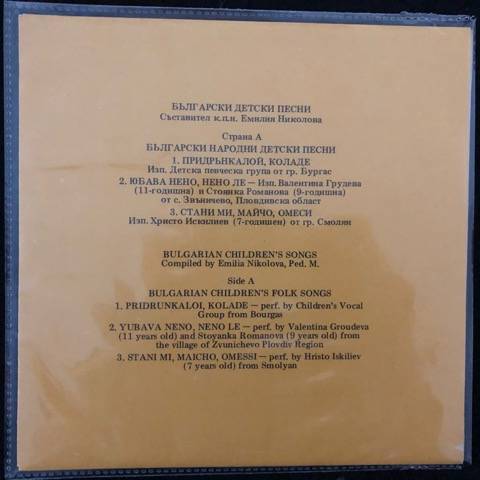 БЪЛГАРСКИ ДЕТСКИ ПЕСНИ
Съставител к.п.н. Емилия Николова
Страна А
БЪЛГАРСКИ НАРОДНИ ДЕТСКИ ПЕСНИ
1. ПРИДРЪНКАЛОЙ, КОЛАДЕ
Изп. Детска певческа група от гр. Бургас
2. ЮБАВА НЕНО, НЕНО ЛЕ — Изп. Валентина Грудева
(11-годишна) и Стоянка Романова (9-годишна)
от с. Звъничево, Пловдивска област
3. СТАНИ МИ, МАЙЧО, ОМЕСИ
Изп. Христо Искилиев (7-годишен) от гр. Смолян
BULGARIAN CHILDREN'S SONGS
Compiled by Emilia Nikolova, Ped. M.
Side A
BULGARIAN CHILDREN'S FOLK SONGS
1. PRIDRUNKALOI, KOLADE — perf. by Children's Vocal
Group from Bourgas
2. YUBAVA NENO, NENO LE — perf. by Valentina Groudeva
(11 years old) and Stoyanka Romanova (9 years old) from
the village of Zvunichevo Plovdiv Region
3. STANI MI, MAICHO, OMESSI — perf. by Hristo Iskiliev
(7 years old) from Smolyan